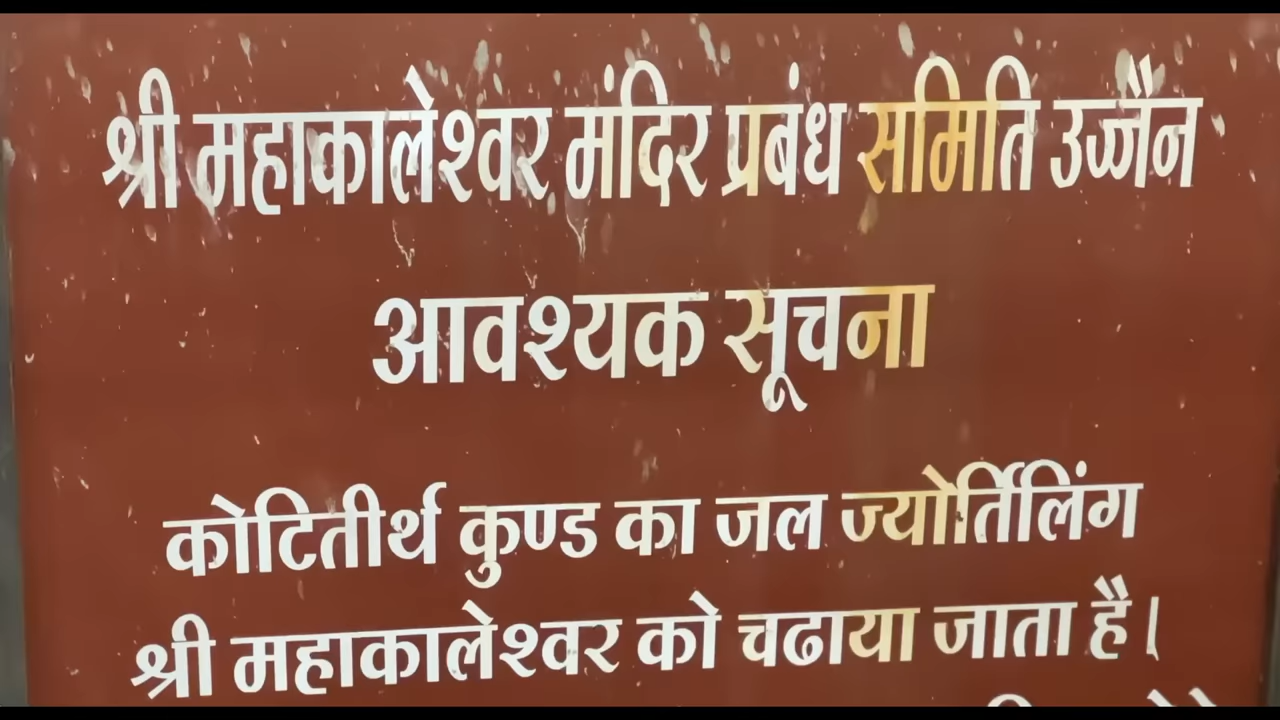 श्री महाकालेश्वर मंदिर प्रबंध समिति उज्जैन
आवश्यक सूचना
कोटितीर्थ कुण्ड का जल ज्योर्तिलिंग
श्री महाकालेश्वर को चढाया जाता है।